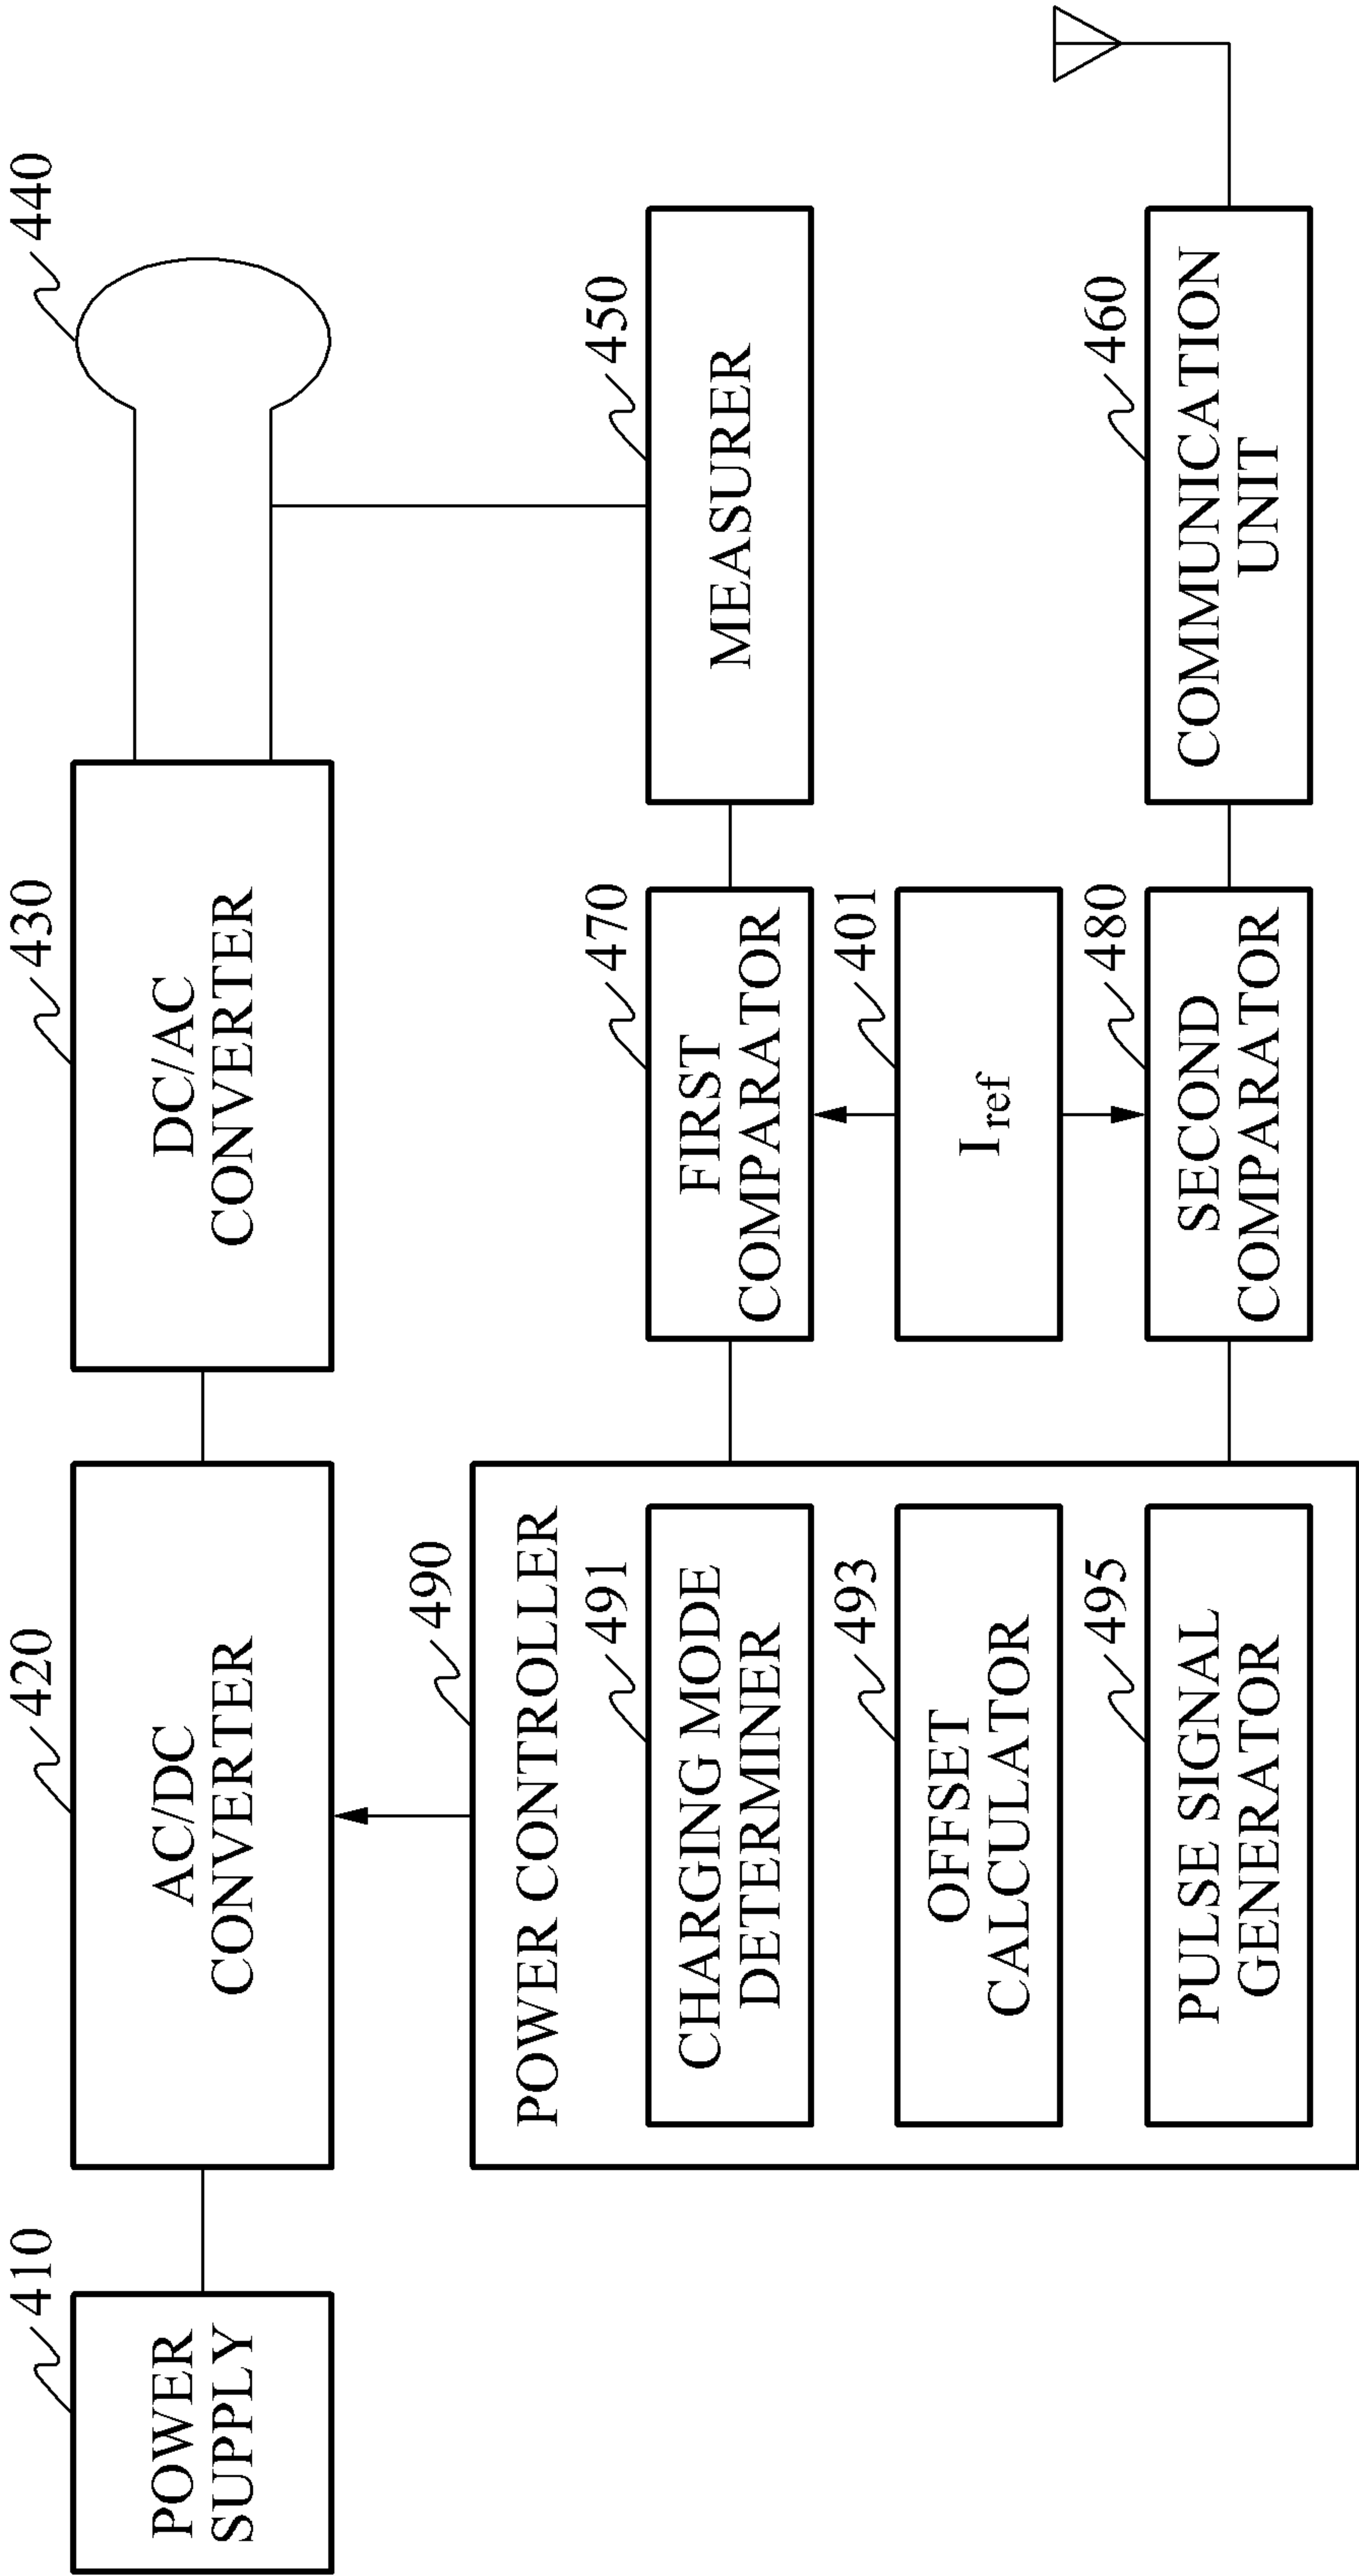 410
POWER
SUPPLY
420
AC/DC
CONVERTER
430
DC/AC
CONVERTER
440
490
POWER CONTROLLER
491
CHARGING MODE
DETERMINER
493
OFFSET
CALCULATOR
495
PULSE SIGNAL
GENERATOR
470
FIRST
COMPARATOR
401
Iref
480
SECOND
COMPARATOR
450
MEASURER
460
COMMUNICATION
UNIT